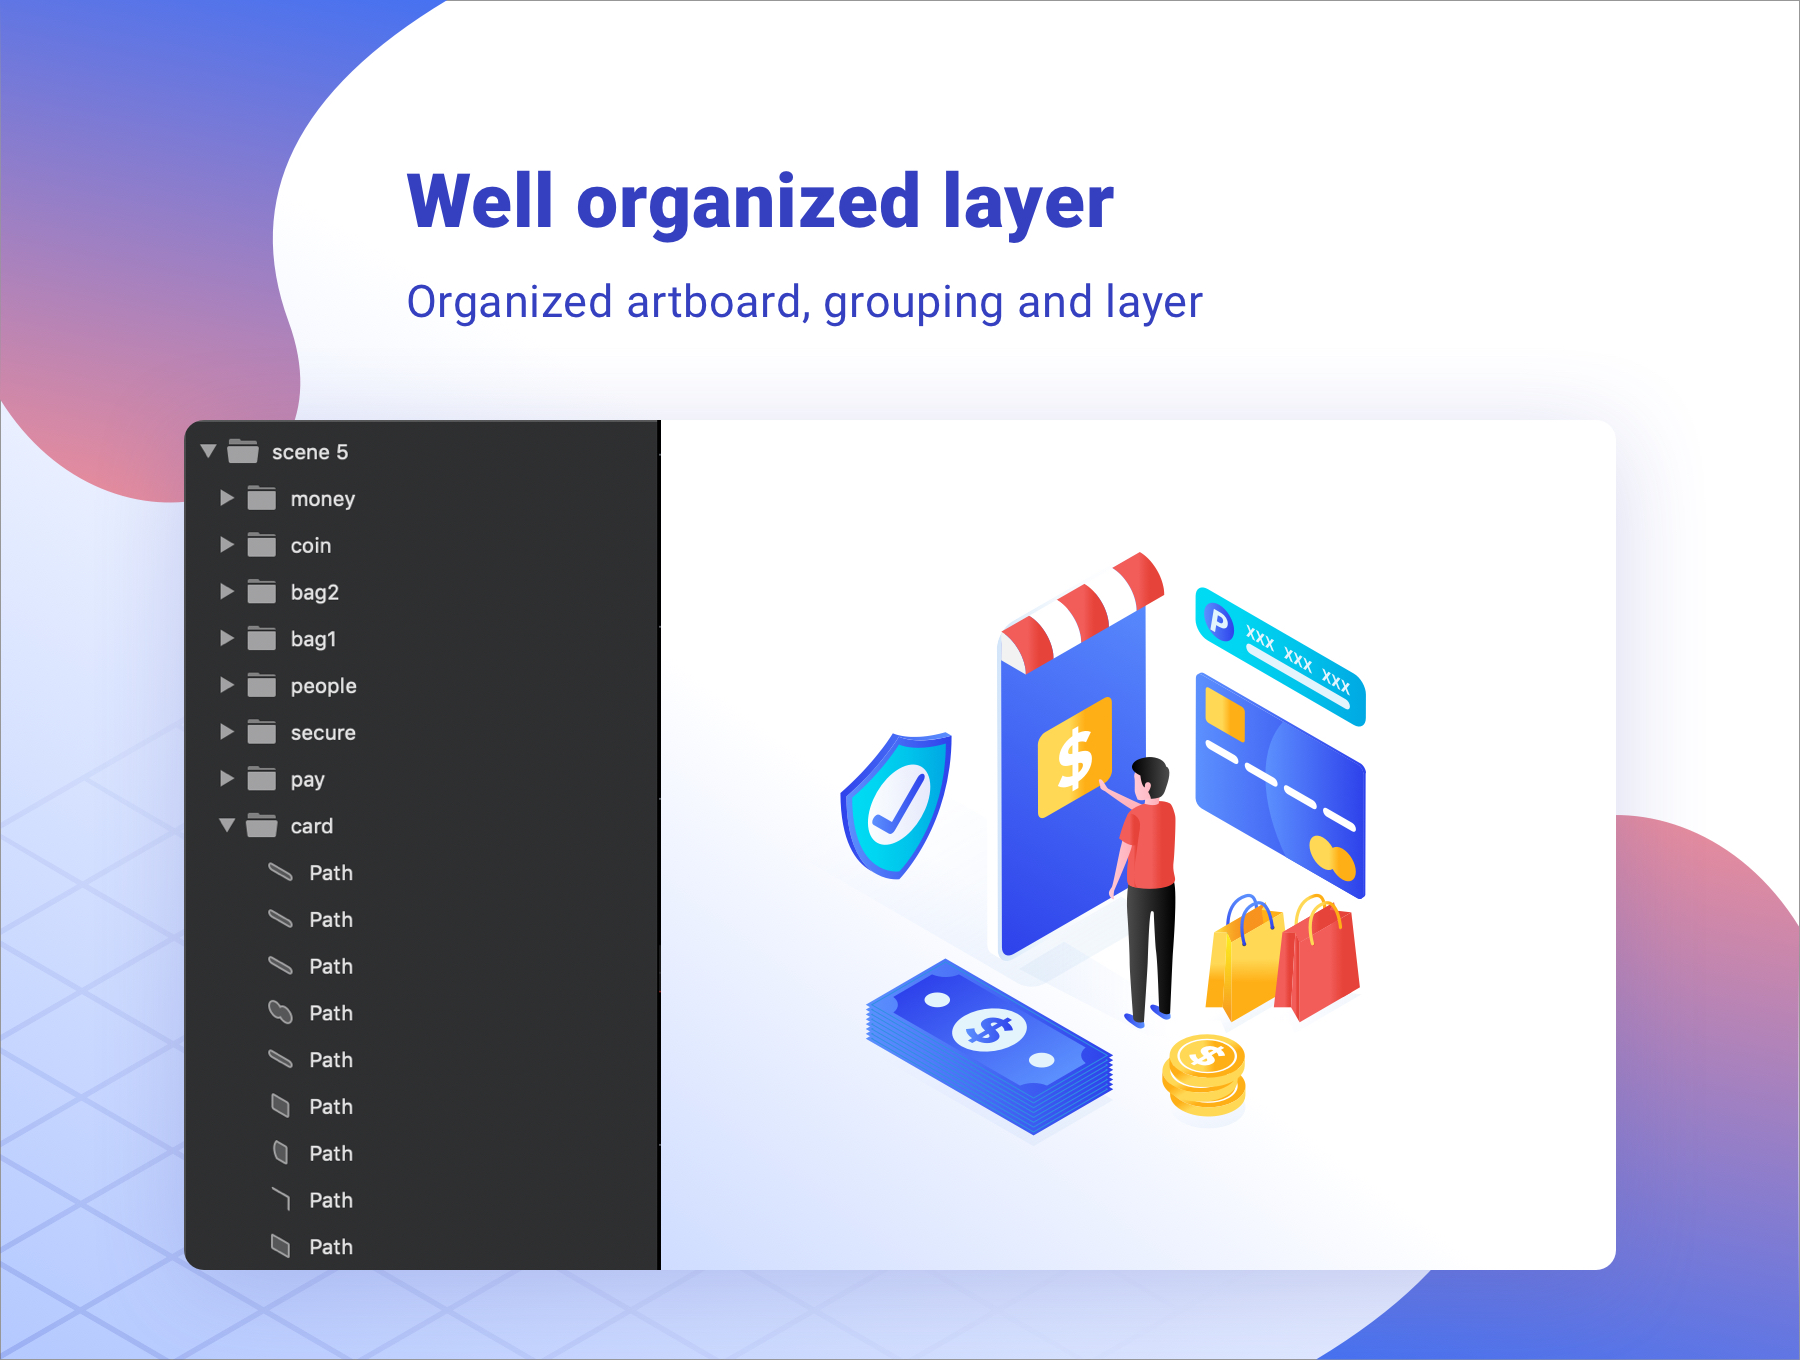 Well organized layer
Organized artboard, grouping and layer
scene 5
money
coin
bag2
bag1
people
secure
pay
card
Path
Path
Path
Path
Path
Path
Path
Path
Path
$
P XXX XXX XXX
$
$